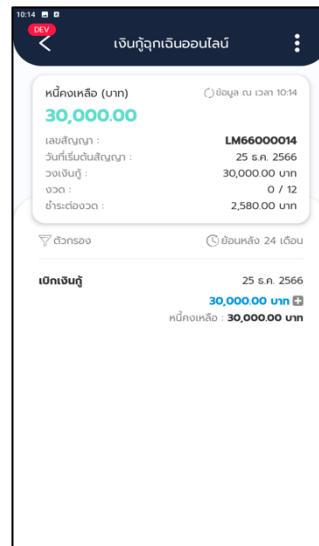 10:14
DEV
เงินกู้ฉุกเฉินออนไลน์
หนี้คงเหลือ (บาท) ข้อมูล ณ เวลา 10:14
30,000.00
เลขสัญญา : LM66000014
วันที่เริ่มต้นสัญญา : 25 ธ.ค. 2566
วงเงินกู้ : 30,000.00 บาท
งวด : 0 / 12
ชำระต่องวด : 2,580.00 บาท
ตัวกรอง ย้อนหลัง 24 เดือน
เบิกเงินกู้ 25 ธ.ค. 2566
30,000.00 บาท
หนี้คงเหลือ : 30,000.00 บาท